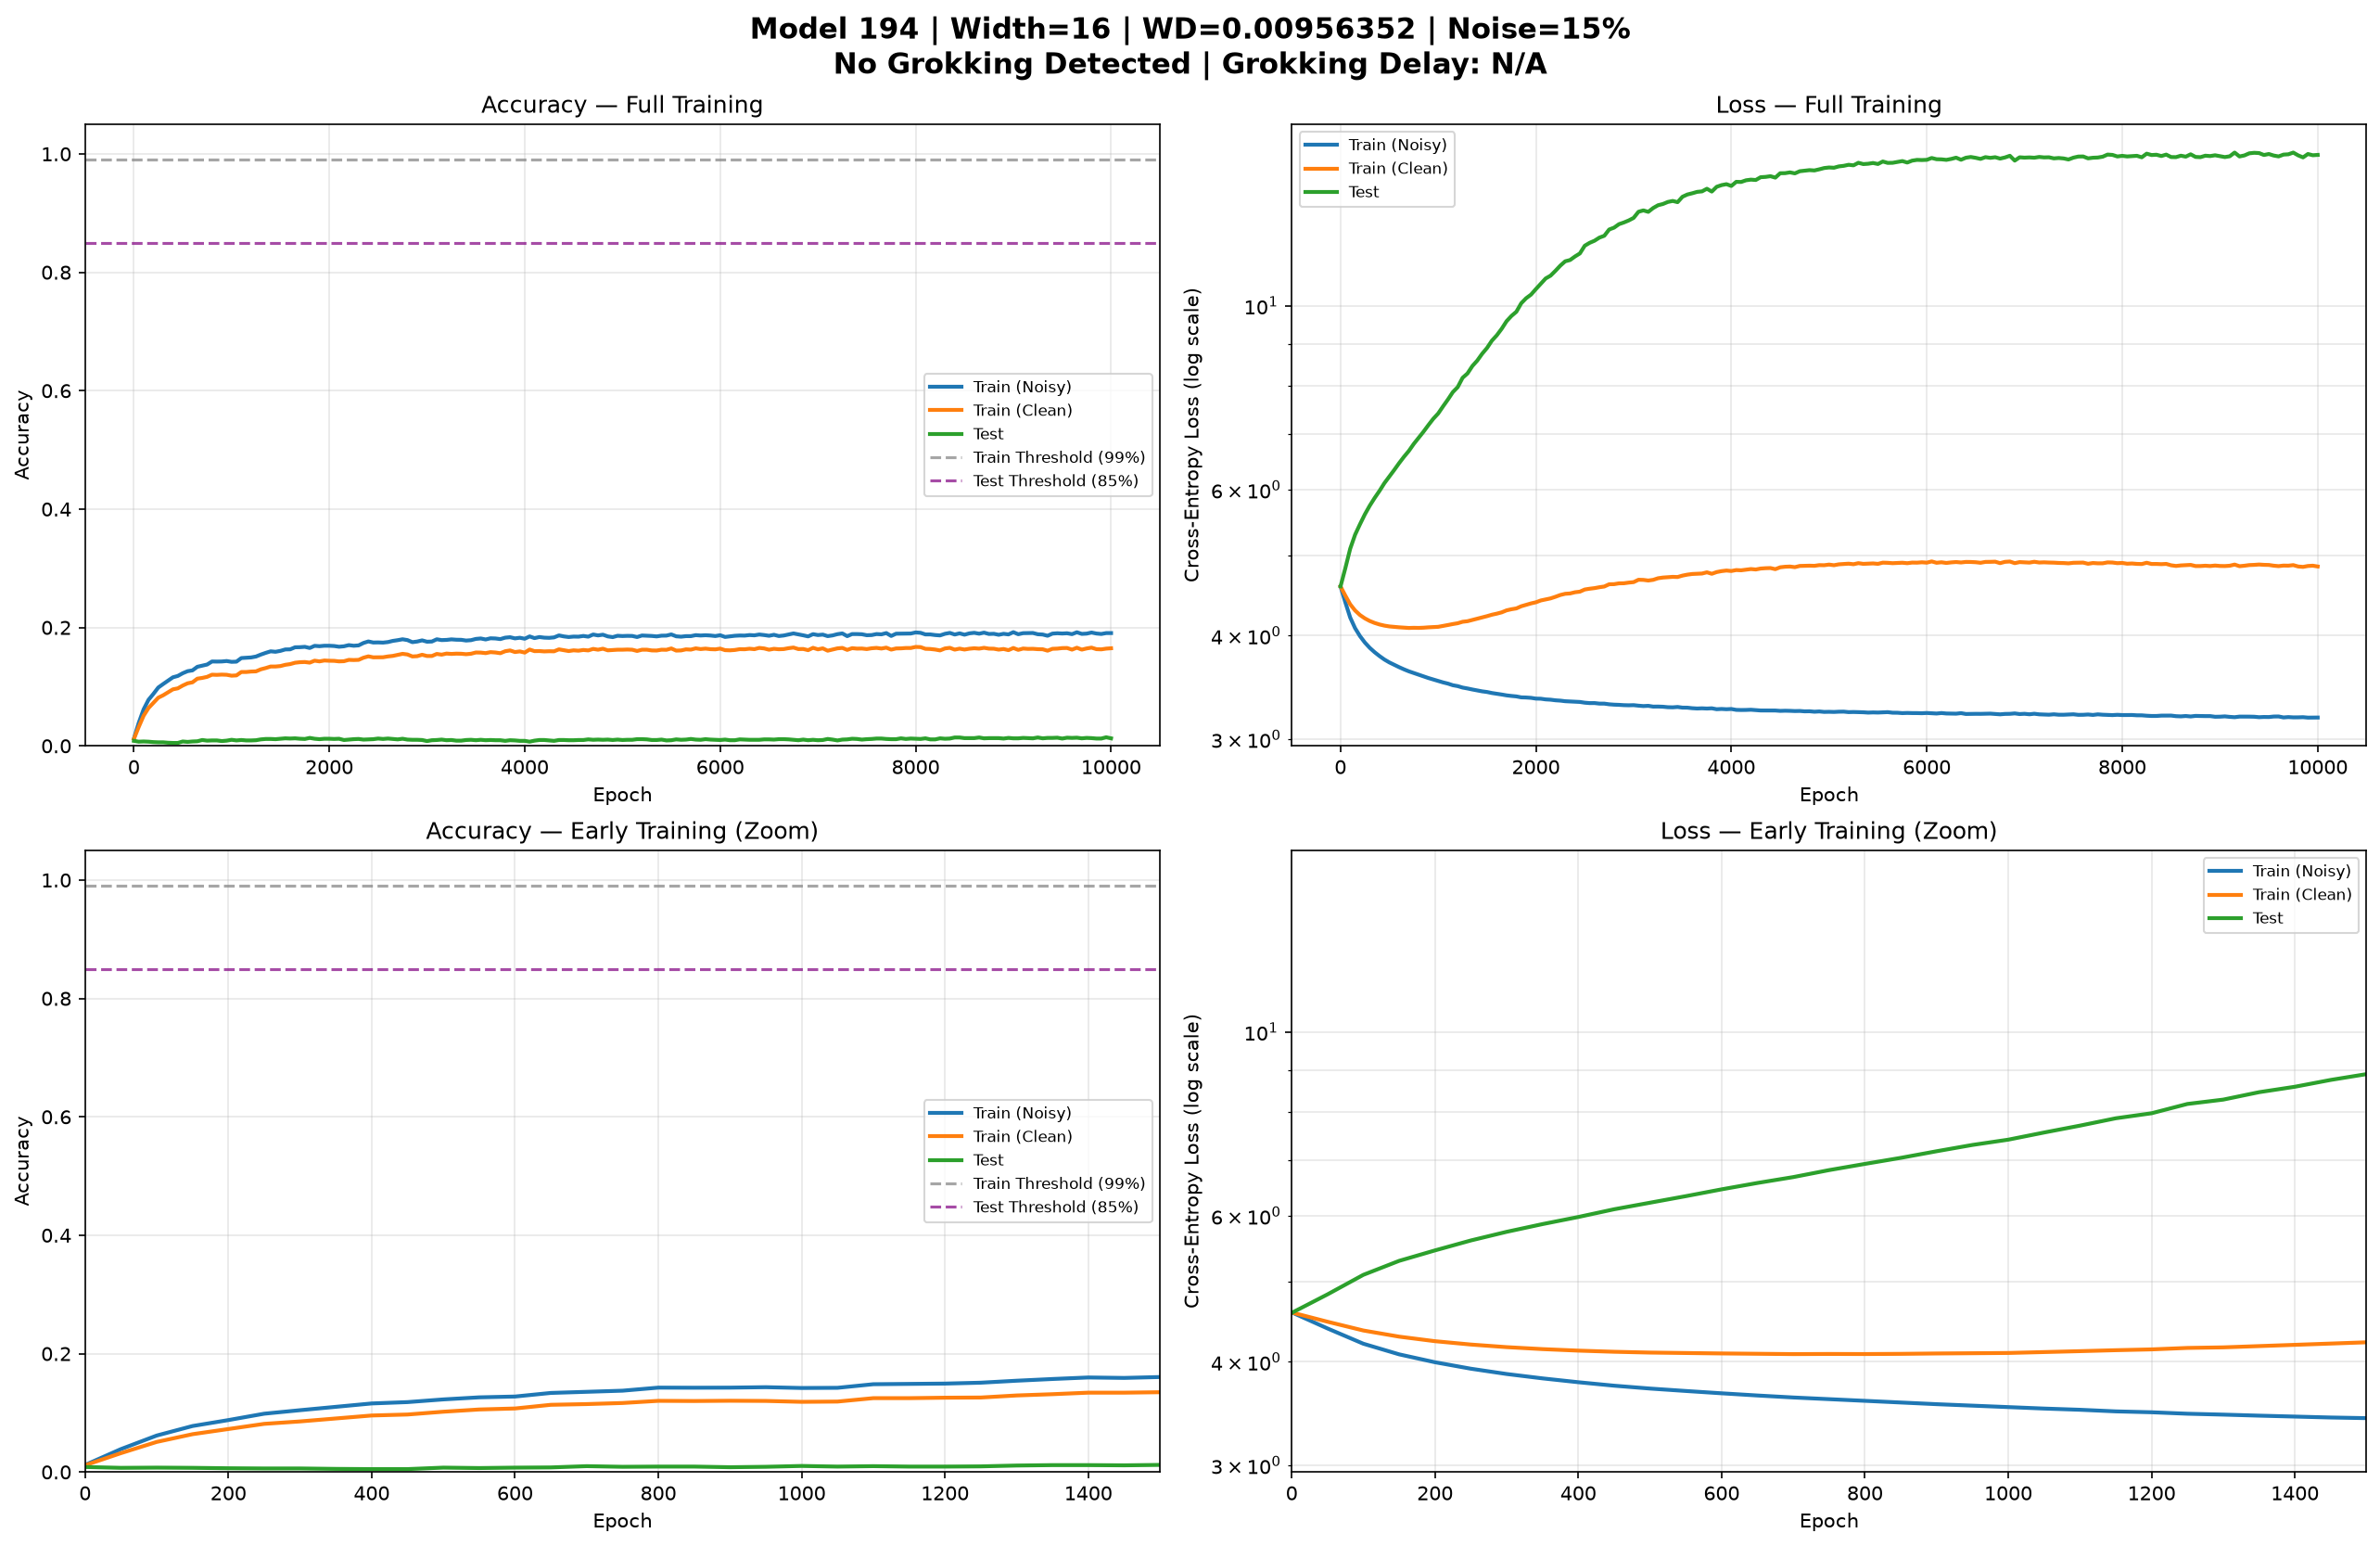 Model 194 | Width=16 | WD=0.00956352 | Noise=15%
No Grokking Detected | Grokking Delay: N/A
Accuracy — Full Training
Accuracy
1.0
0.8
0.6
0.4
0.2
0.0
Train (Noisy)
Train (Clean)
Test
Train Threshold (99%)
Test Threshold (85%)
0 2000 4000 6000 8000 10000
Epoch
Loss — Full Training
Cross-Entropy Loss (log scale)
10¹
6 × 10⁰
4 × 10⁰
3 × 10⁰
Train (Noisy)
Train (Clean)
Test
0 2000 4000 6000 8000 10000
Epoch
Accuracy — Early Training (Zoom)
Accuracy
1.0
0.8
0.6
0.4
0.2
0.0
Train (Noisy)
Train (Clean)
Test
Train Threshold (99%)
Test Threshold (85%)
0 200 400 600 800 1000 1200 1400
Epoch
Loss — Early Training (Zoom)
Cross-Entropy Loss (log scale)
10¹
6 × 10⁰
4 × 10⁰
3 × 10⁰
Train (Noisy)
Train (Clean)
Test
0 200 400 600 800 1000 1200 1400
Epoch